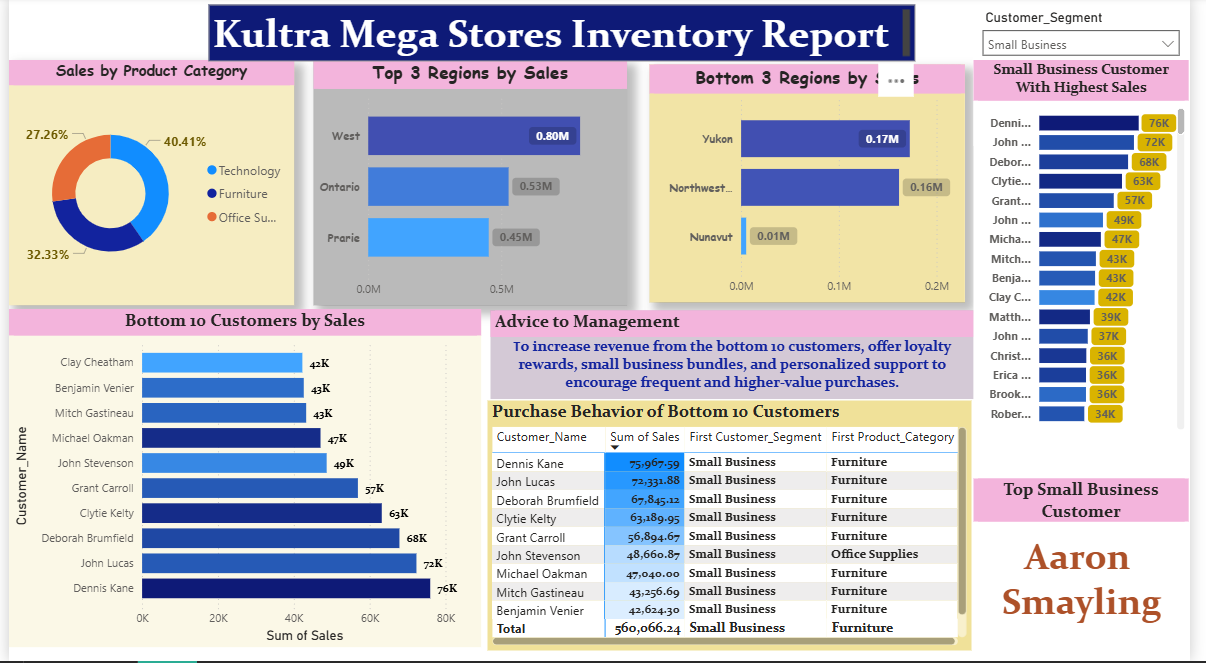 Kultra Mega Stores Inventory Report
Customer_Segment
Small Business
Sales by Product Category
27.26%
40.41%
32.33%
Technology
Furniture
Office Su...
Top 3 Regions by Sales
West
0.80M
Ontario
0.53M
Prarie
0.45M
0.0M
0.5M
Bottom 3 Regions by S
...
s
Yukon
0.17M
Northwest...
0.16M
Nunavut
0.01M
0.0M
0.1M
0.2M
Small Business Customer
With Highest Sales
Denni...
76K
John ...
72K
Debor...
68K
Clytie...
63K
Grant...
57K
John ...
49K
Micha...
47K
Mitch...
43K
Benja...
43K
Clay C...
42K
Matth...
39K
John ...
37K
Christ...
36K
Erica ...
36K
Brook...
36K
Rober...
34K
Bottom 10 Customers by Sales
Customer_Name
Clay Cheatham
42K
Benjamin Venier
43K
Mitch Gastineau
43K
Michael Oakman
47K
John Stevenson
49K
Grant Carroll
57K
Clytie Kelty
63K
Deborah Brumfield
68K
John Lucas
72K
Dennis Kane
76K
0K
20K
40K
60K
80K
Sum of Sales
Advice to Management
To increase revenue from the bottom 10 customers, offer loyalty
rewards, small business bundles, and personalized support to
encourage frequent and higher-value purchases.
Purchase Behavior of Bottom 10 Customers
Customer_Name Sum of Sales First Customer_Segment First Product_Category
Dennis Kane 75,967.59 Small Business Furniture
John Lucas 72,331.88 Small Business Furniture
Deborah Brumfield 67,845.12 Small Business Furniture
Clytie Kelty 63,189.95 Small Business Furniture
Grant Carroll 56,894.67 Small Business Furniture
John Stevenson 48,660.87 Small Business Office Supplies
Michael Oakman 47,040.00 Small Business Furniture
Mitch Gastineau 43,256.69 Small Business Furniture
Benjamin Venier 42,624.30 Small Business Furniture
Total 560,066.24 Small Business Furniture
Top Small Business
Customer
Aaron
Smayling